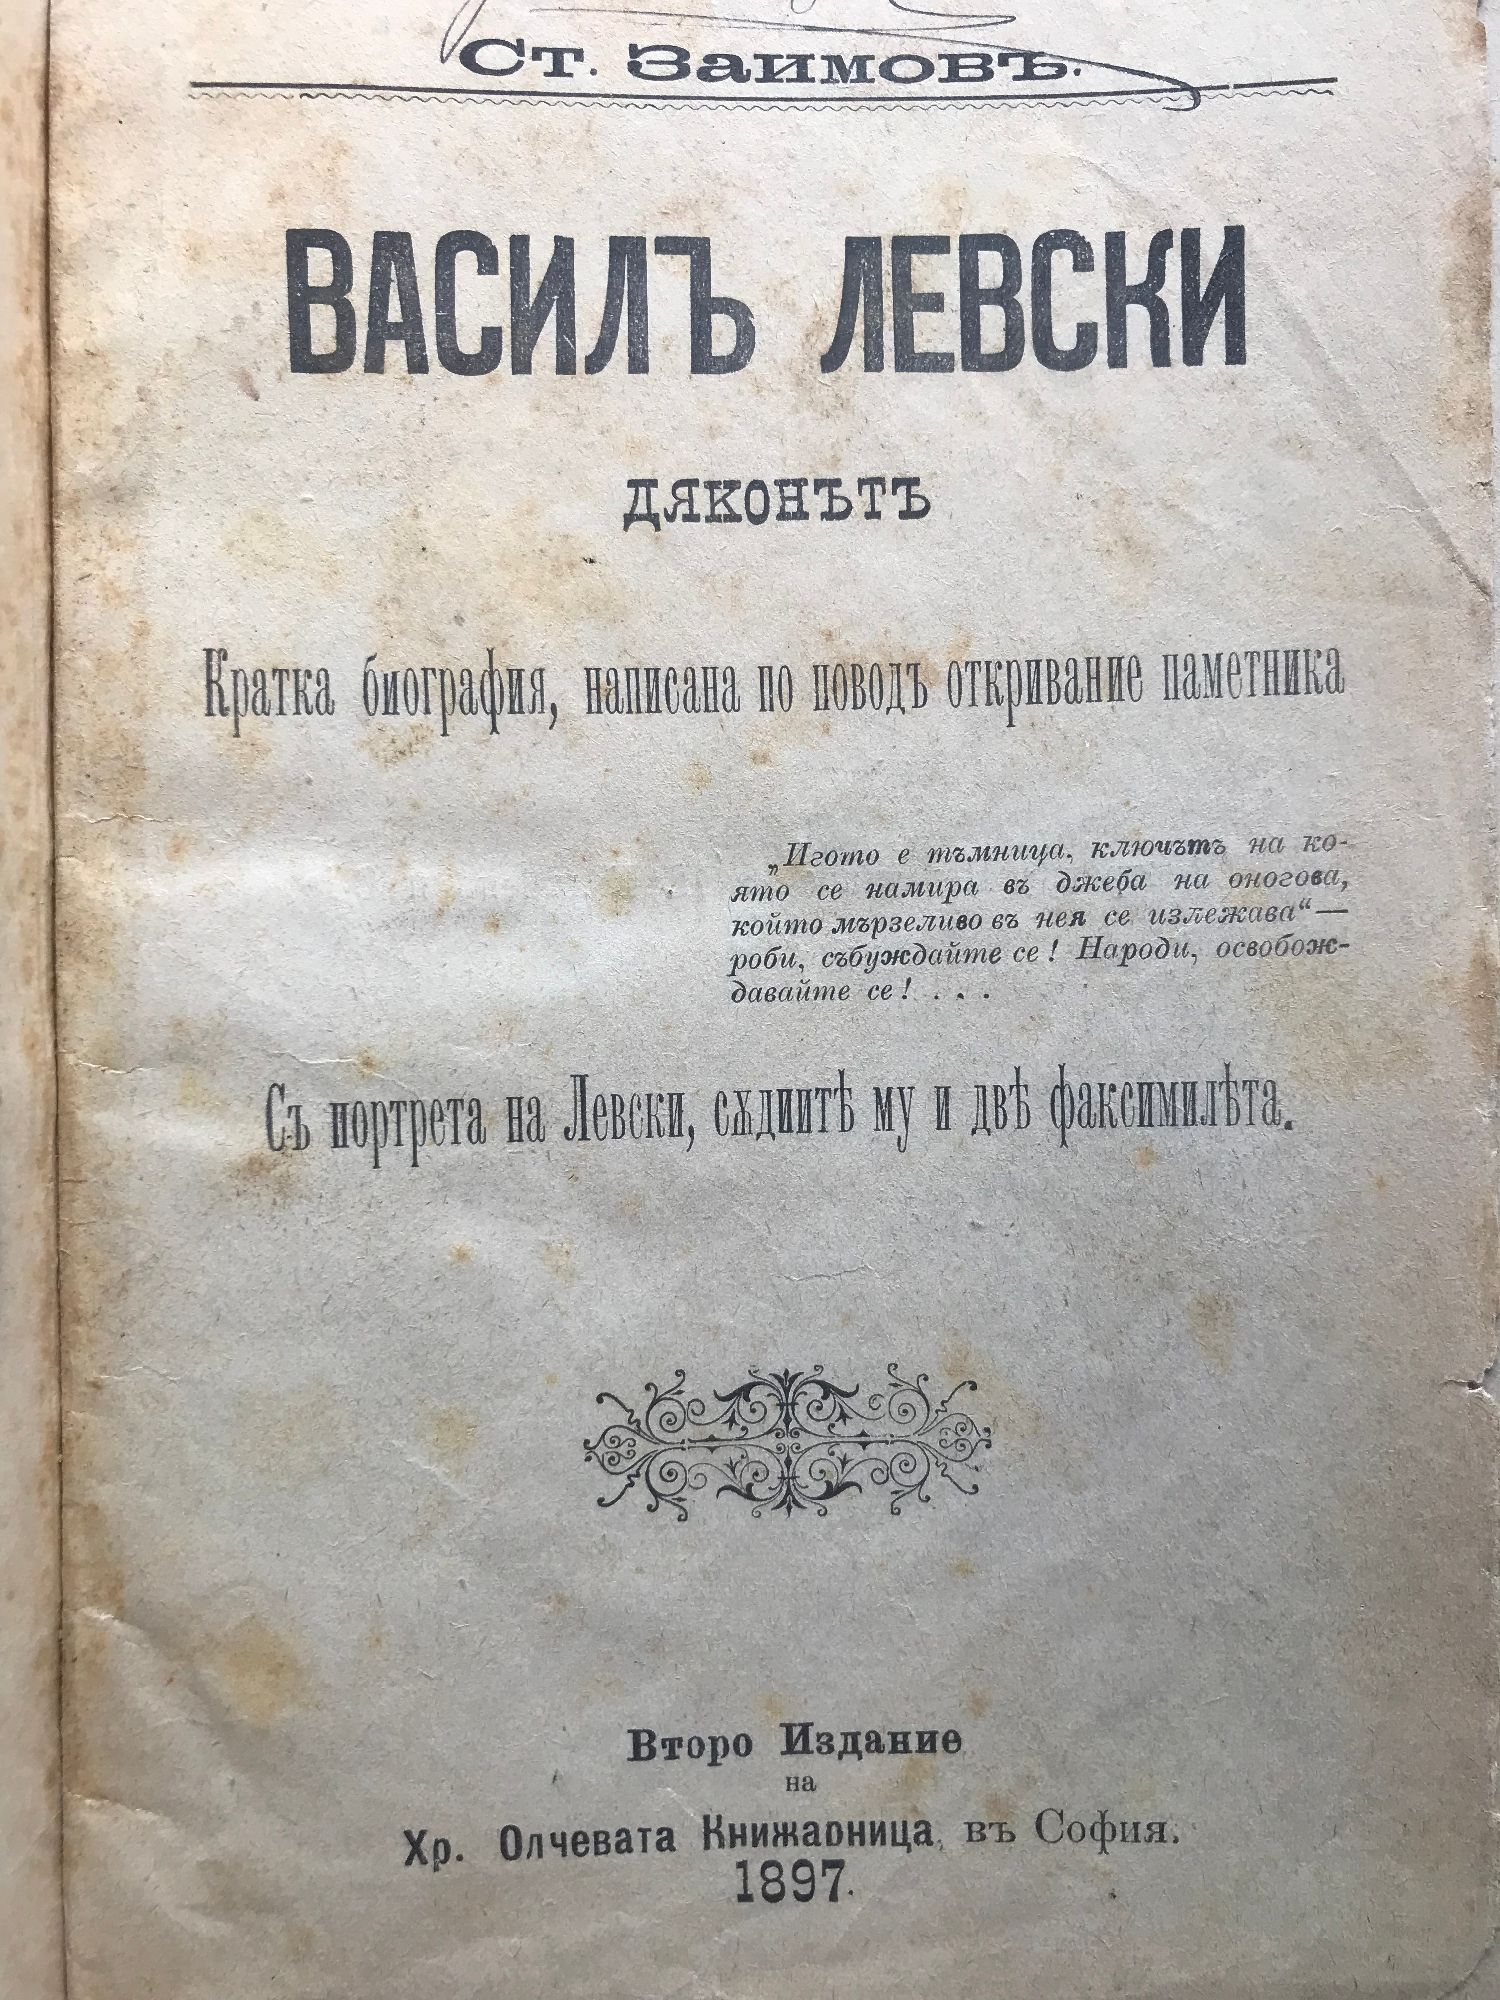 Ст. Заимовъ.
ВАСИЛЪ ЛЕВСКИ
ДЯКОНЪТЪ
Кратка биография, написана по поводъ откривание паметника
„Игото е тъмница, ключътъ на ко-
ято се намира въ джеба на оногова,
който мързеливо въ нея се излежава“ —
роби, събуждайте се! Народи, освобож-
давайте се! . . .
Съ портрета на Левски, сѫдиитѣ му и двѣ факсимилѣта.
Второ Издание
на
Хр. Олчевата Книжарница, въ София.
1897.